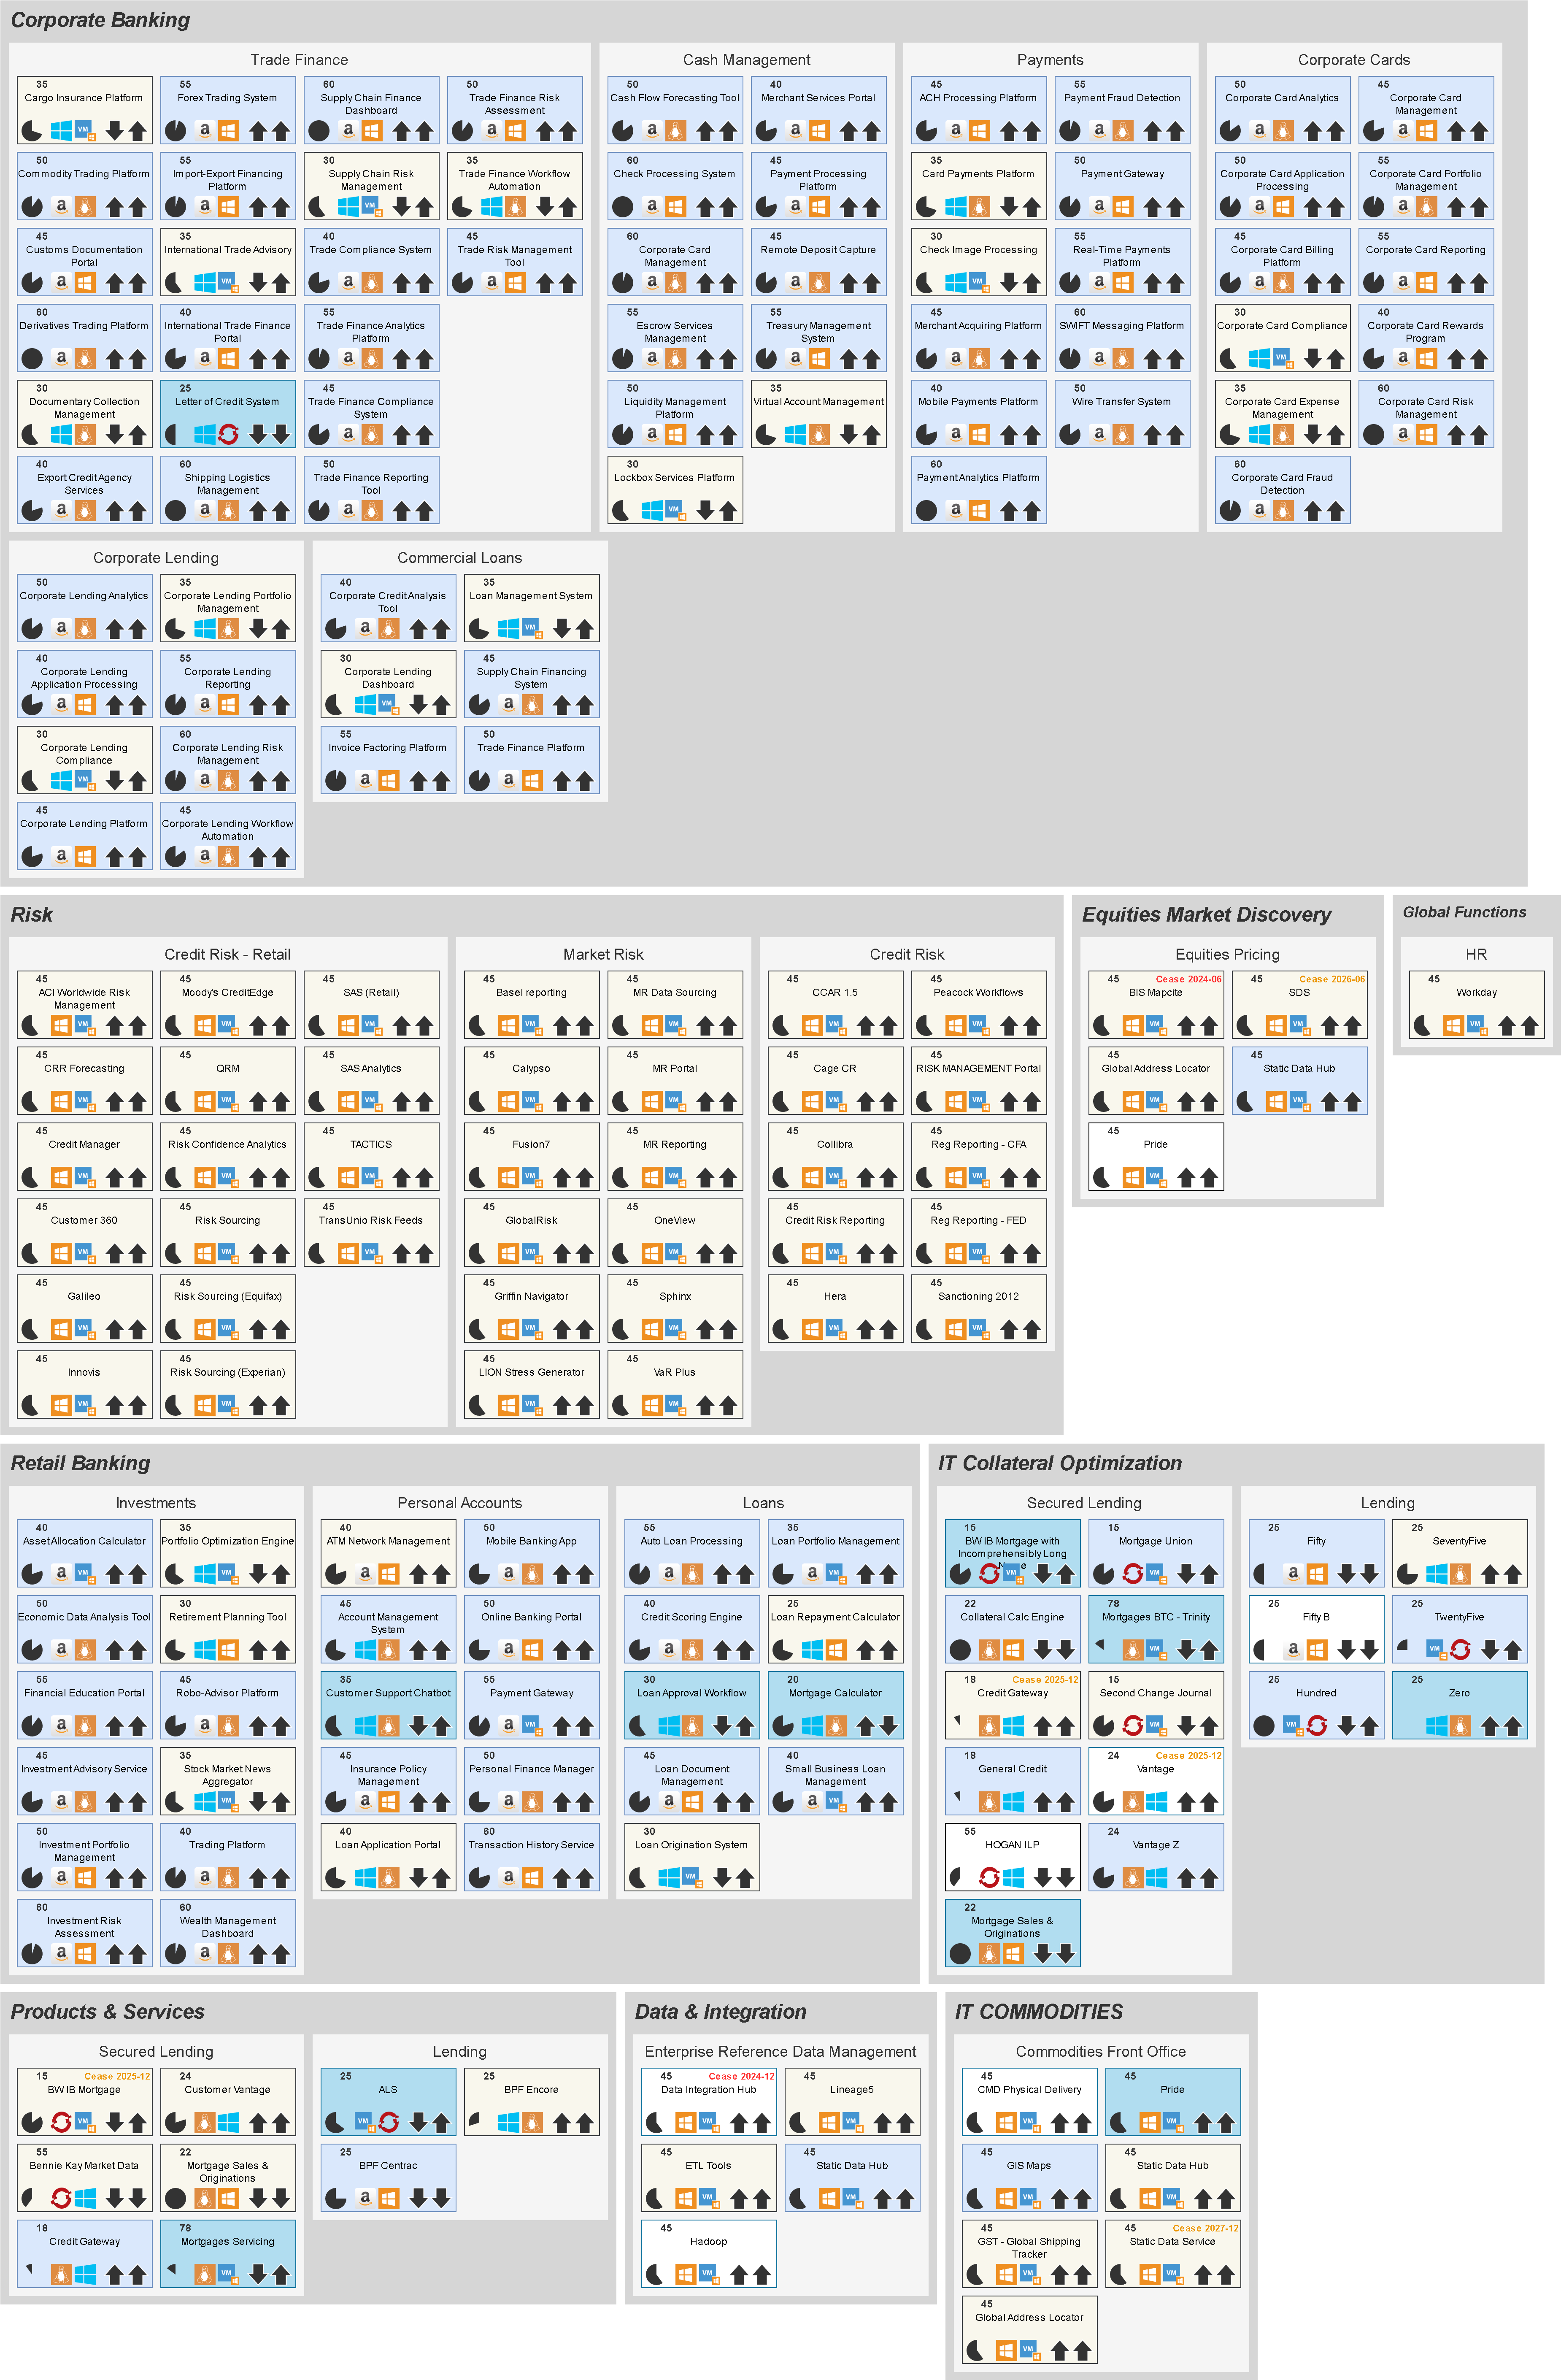 Corporate Banking
Trade Finance
35
Cargo Insurance Platform
55
Forex Trading System
60
Supply Chain Finance
Dashboard
50
Trade Finance Risk
Assessment
50
Commodity Trading Platform
55
Import-Export Financing
Platform
30
Supply Chain Risk
Management
35
Trade Finance Workflow
Automation
45
Customs Documentation
Portal
35
International Trade Advisory
40
Trade Compliance System
45
Trade Risk Management
Tool
60
Derivatives Trading Platform
40
International Trade Finance
Portal
55
Trade Finance Analytics
Platform
30
Documentary Collection
Management
25
Letter of Credit System
45
Trade Finance Compliance
System
40
Export Credit Agency
Services
60
Shipping Logistics
Management
50
Trade Finance Reporting
Tool
Cash Management
50
Cash Flow Forecasting Tool
40
Merchant Services Portal
60
Check Processing System
45
Payment Processing
Platform
60
Corporate Card
Management
45
Remote Deposit Capture
55
Escrow Services
Management
55
Treasury Management
System
50
Liquidity Management
Platform
35
Virtual Account Management
30
Lockbox Services Platform
Payments
45
ACH Processing Platform
55
Payment Fraud Detection
35
Card Payments Platform
50
Payment Gateway
30
Check Image Processing
55
Real-Time Payments
Platform
45
Merchant Acquiring Platform
60
SWIFT Messaging Platform
40
Mobile Payments Platform
50
Wire Transfer System
60
Payment Analytics Platform
Corporate Cards
50
Corporate Card Analytics
45
Corporate Card
Management
50
Corporate Card Application
Processing
55
Corporate Card Portfolio
Management
45
Corporate Card Billing
Platform
55
Corporate Card Reporting
30
Corporate Card Compliance
40
Corporate Card Rewards
Program
35
Corporate Card Expense
Management
60
Corporate Card Risk
Management
60
Corporate Card Fraud
Detection
Corporate Lending
50
Corporate Lending Analytics
35
Corporate Lending Portfolio
Management
40
Corporate Lending
Application Processing
55
Corporate Lending
Reporting
30
Corporate Lending
Compliance
60
Corporate Lending Risk
Management
45
Corporate Lending Platform
45
Corporate Lending Workflow
Automation
Commercial Loans
40
Corporate Credit Analysis
Tool
35
Loan Management System
30
Corporate Lending
Dashboard
45
Supply Chain Financing
System
55
Invoice Factoring Platform
50
Trade Finance Platform
Risk
Credit Risk - Retail
45
ACI Worldwide Risk
Management
45
Moody's CreditEdge
45
SAS (Retail)
45
CRR Forecasting
45
QRM
45
SAS Analytics
45
Credit Manager
45
Risk Confidence Analytics
45
TACTICS
45
Customer 360
45
Risk Sourcing
45
TransUnio Risk Feeds
45
Galileo
45
Risk Sourcing (Equifax)
45
Innovis
45
Risk Sourcing (Experian)
Market Risk
45
Basel reporting
45
MR Data Sourcing
45
Calypso
45
MR Portal
45
Fusion7
45
MR Reporting
45
GlobalRisk
45
OneView
45
Griffin Navigator
45
Sphinx
45
LION Stress Generator
45
VaR Plus
Credit Risk
45
CCAR 1.5
45
Peacock Workflows
45
Cage CR
45
RISK MANAGEMENT Portal
45
Collibra
45
Reg Reporting - CFA
45
Credit Risk Reporting
45
Reg Reporting - FED
45
Hera
45
Sanctioning 2012
Equities Market Discovery
Equities Pricing
45 Cease 2024-06
BIS Mapcite
45 Cease 2026-06
SDS
45
Global Address Locator
45
Static Data Hub
45
Pride
Global Functions
HR
45
Workday
Retail Banking
Investments
40
Asset Allocation Calculator
35
Portfolio Optimization Engine
50
Economic Data Analysis Tool
30
Retirement Planning Tool
55
Financial Education Portal
45
Robo-Advisor Platform
45
Investment Advisory Service
35
Stock Market News
Aggregator
50
Investment Portfolio
Management
40
Trading Platform
60
Investment Risk
Assessment
60
Wealth Management
Dashboard
Personal Accounts
40
ATM Network Management
50
Mobile Banking App
45
Account Management
System
50
Online Banking Portal
35
Customer Support Chatbot
55
Payment Gateway
45
Insurance Policy
Management
50
Personal Finance Manager
40
Loan Application Portal
60
Transaction History Service
Loans
55
Auto Loan Processing
35
Loan Portfolio Management
40
Credit Scoring Engine
25
Loan Repayment Calculator
30
Loan Approval Workflow
20
Mortgage Calculator
45
Loan Document
Management
40
Small Business Loan
Management
30
Loan Origination System
IT Collateral Optimization
Secured Lending
15
BW IB Mortgage with
Incomprehensibly Long
15
Mortgage Union
22
Collateral Calc Engine
78
Mortgages BTC - Trinity
18 Cease 2025-12
Credit Gateway
15
Second Change Journal
18
General Credit
24 Cease 2025-12
Vantage
55
HOGAN ILP
24
Vantage Z
22
Mortgage Sales &
Originations
Lending
25
Fifty
25
SeventyFive
25
Fifty B
25
TwentyFive
25
Hundred
25
Zero
Products & Services
Secured Lending
15 Cease 2025-12
BW IB Mortgage
24
Customer Vantage
55
Bennie Kay Market Data
22
Mortgage Sales &
Originations
18
Credit Gateway
78
Mortgages Servicing
Lending
25
ALS
25
BPF Encore
25
BPF Centrac
Data & Integration
Enterprise Reference Data Management
45 Cease 2024-12
Data Integration Hub
45
Lineage5
45
ETL Tools
45
Static Data Hub
45
Hadoop
IT COMMODITIES
Commodities Front Office
45
CMD Physical Delivery
45
Pride
45
GIS Maps
45
Static Data Hub
45
GST - Global Shipping
Tracker
45 Cease 2027-12
Static Data Service
45
Global Address Locator